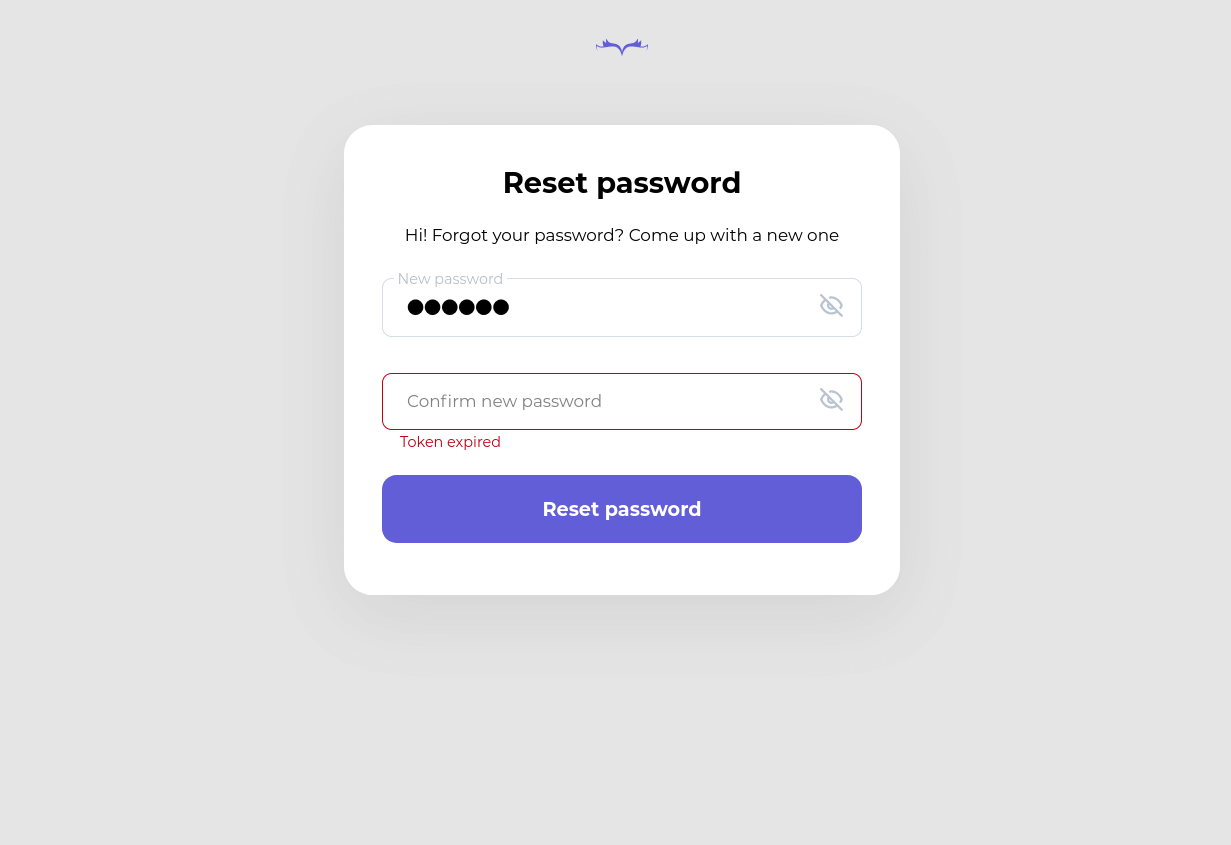 Reset password
Hi! Forgot your password? Come up with a new one
New password
●●●●●●
Confirm new password
Token expired
Reset password